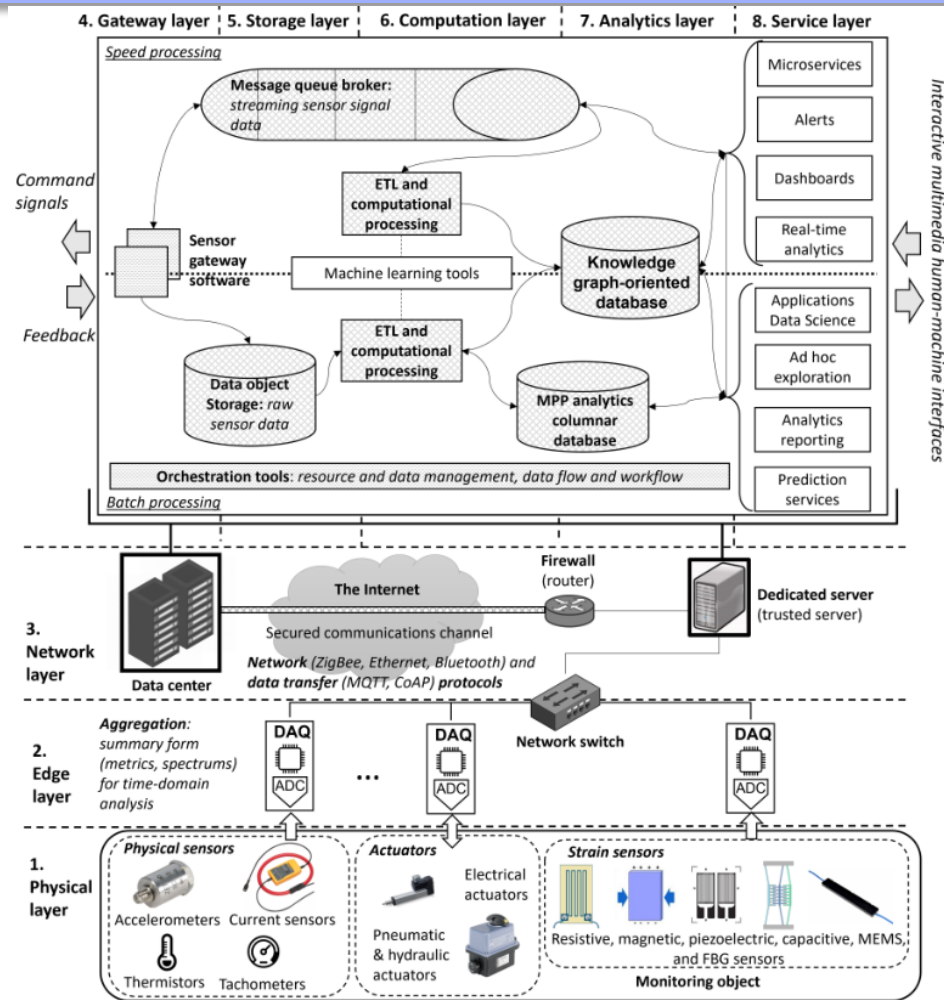 4. Gateway layer
5. Storage layer
6. Computation layer
7. Analytics layer
8. Service layer
Speed processing
Message queue broker:
streaming sensor signal
data
Microservices
Alerts
Dashboards
Real-time
analytics
Interactive multimedia human-machine interfaces
Command
signals
Feedback
Sensor
gateway
software
ETL and
computational
processing
Machine learning tools
ETL and
computational
processing
Knowledge
graph-oriented
database
Applications
Data Science
Ad hoc
exploration
Analytics
reporting
Prediction
services
Data object
Storage: raw
sensor data
MPP analytics
columnar
database
Orchestration tools: resource and data management, data flow and workflow
Batch processing
3.
Network
layer
Data center
The Internet
Secured communications channel
Network (ZigBee, Ethernet, Bluetooth) and
data transfer (MQTT, CoAP) protocols
Firewall
(router)
Dedicated server
(trusted server)
Network switch
2.
Edge
layer
Aggregation:
summary form
(metrics, spectrums)
for time-domain
analysis
DAQ
ADC
...
DAQ
ADC
DAQ
ADC
1.
Physical
layer
Physical sensors
Accelerometers
Current sensors
Thermistors
Tachometers
Actuators
Electrical
actuators
Pneumatic
& hydraulic
actuators
Strain sensors
Resistive, magnetic, piezoelectric, capacitive, MEMS,
and FBG sensors
Monitoring object